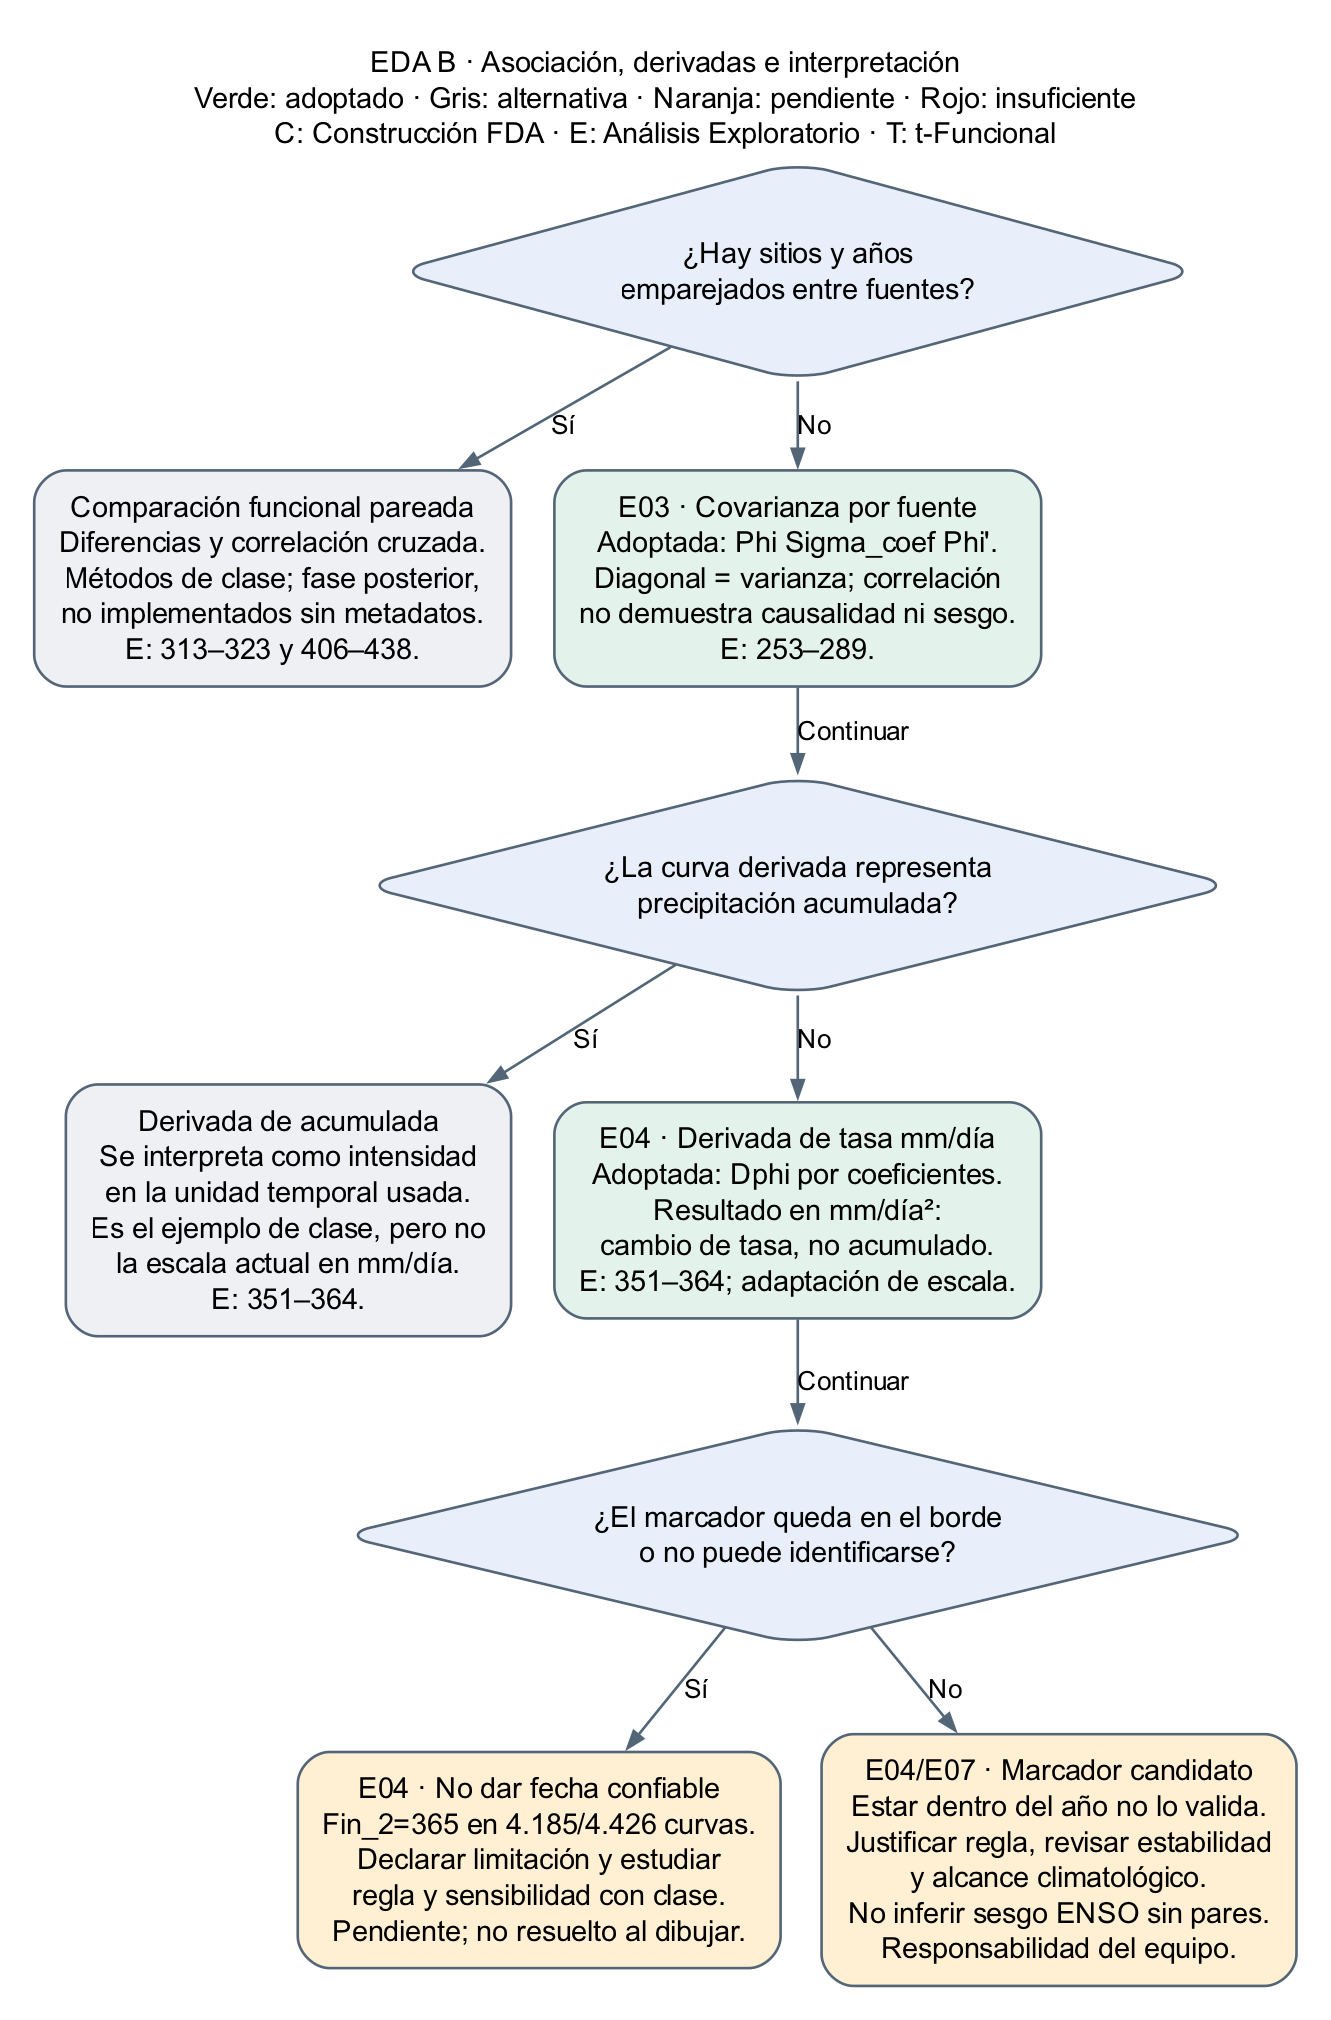 EDA B · Asociación, derivadas e interpretación
Verde: adoptado · Gris: alternativa · Naranja: pendiente · Rojo: insuficiente
C: Construcción FDA · E: Análisis Exploratorio · T: t-Funcional
¿Hay sitios y años
emparejados entre fuentes?
Sí
No
Comparación funcional pareada
Diferencias y correlación cruzada.
Métodos de clase; fase posterior,
no implementados sin metadatos.
E: 313–323 y 406–438.
E03 · Covarianza por fuente
Adoptada: Phi Sigma_coef Phi'.
Diagonal = varianza; correlación
no demuestra causalidad ni sesgo.
E: 253–289.
Continuar
¿La curva derivada representa
precipitación acumulada?
Sí
No
Derivada de acumulada
Se interpreta como intensidad
en la unidad temporal usada.
Es el ejemplo de clase, pero no
la escala actual en mm/día.
E: 351–364.
E04 · Derivada de tasa mm/día
Adoptada: Dphi por coeficientes.
Resultado en mm/día²:
cambio de tasa, no acumulado.
E: 351–364; adaptación de escala.
Continuar
¿El marcador queda en el borde
o no puede identificarse?
Sí
No
E04 · No dar fecha confiable
Fin_2=365 en 4.185/4.426 curvas.
Declarar limitación y estudiar
regla y sensibilidad con clase.
Pendiente; no resuelto al dibujar.
E04/E07 · Marcador candidato
Estar dentro del año no lo valida.
Justificar regla, revisar estabilidad
y alcance climatológico.
No inferir sesgo ENSO sin pares.
Responsabilidad del equipo.